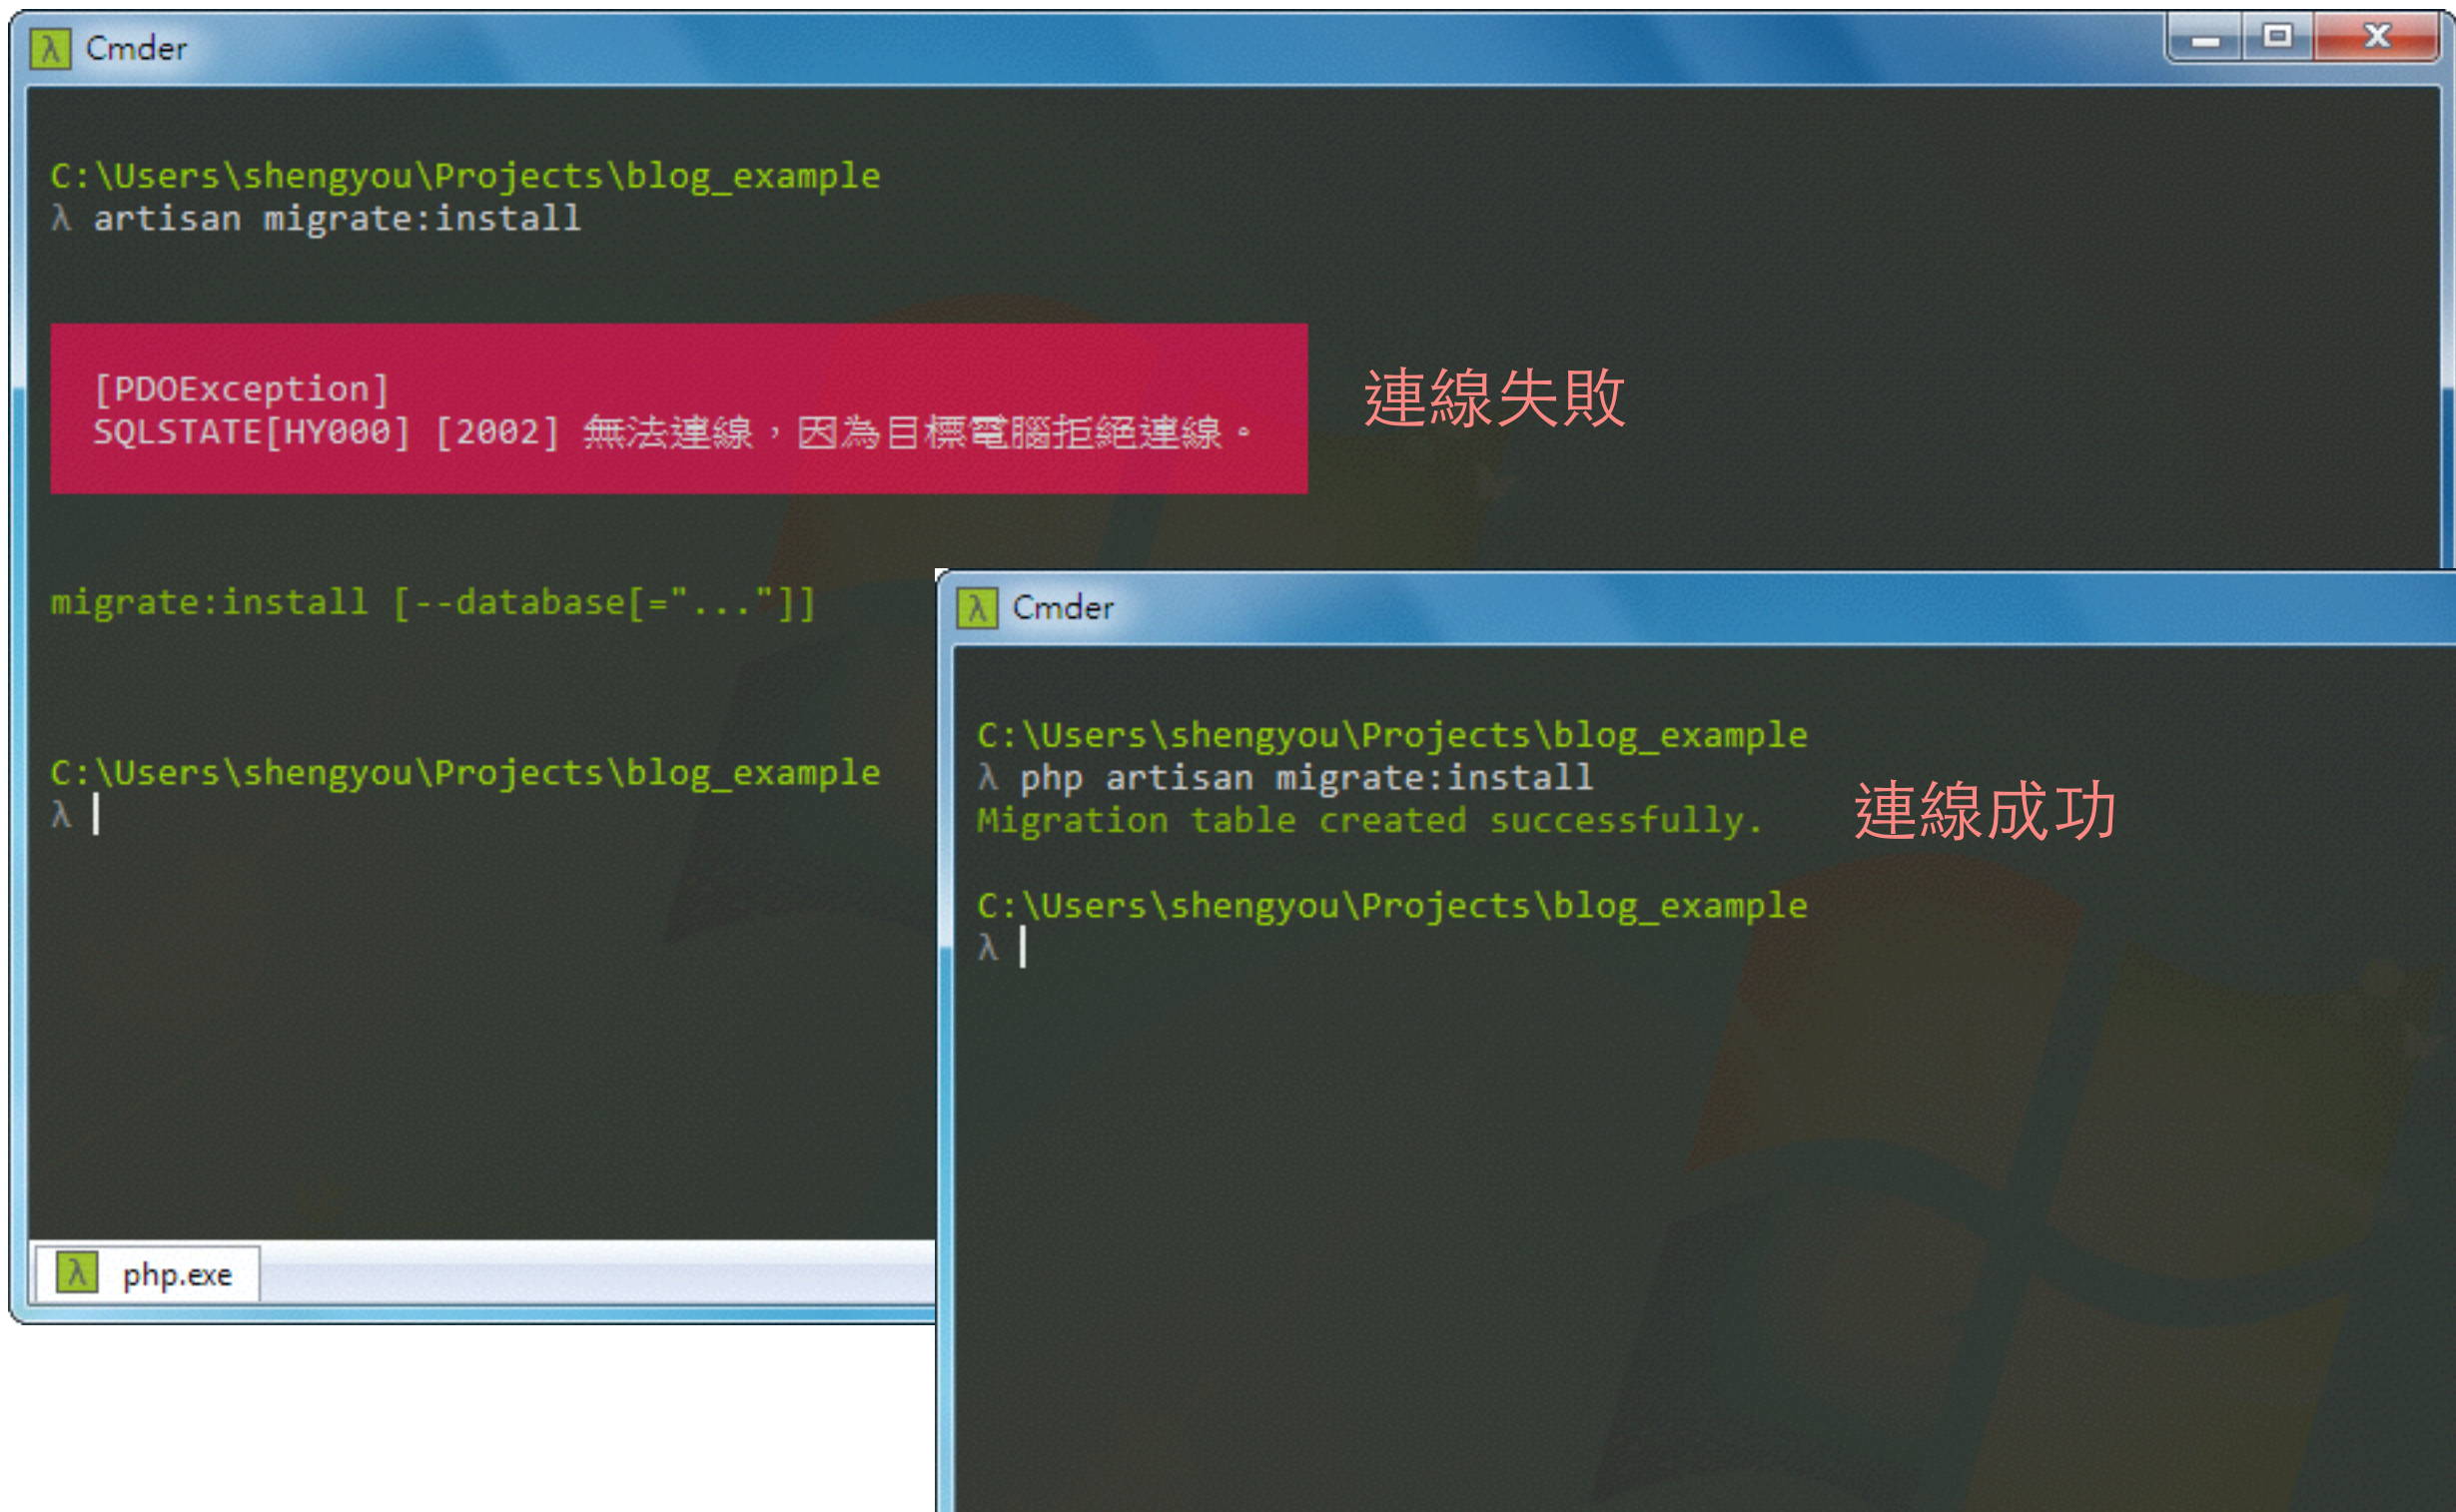 Cmder
C:\Users\shengyou\Projects\blog_example
λ artisan migrate:install
[PDOException]
SQLSTATE[HY000] [2002] 無法連線，因為目標電腦拒絕連線。
連線失敗
migrate:install [--database[="..."]]
C:\Users\shengyou\Projects\blog_example
λ
php.exe
Cmder
C:\Users\shengyou\Projects\blog_example
λ php artisan migrate:install
Migration table created successfully.
連線成功
C:\Users\shengyou\Projects\blog_example
λ